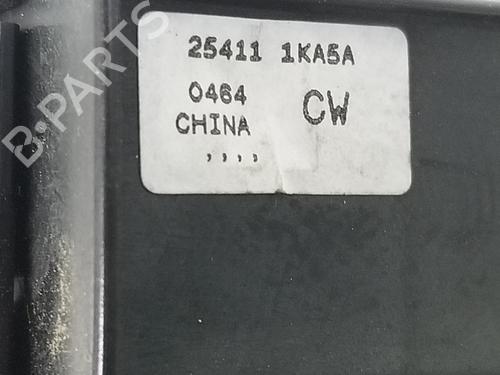 25411 1KA5A
0464 CW
CHINA
,,,,
B-PARTS